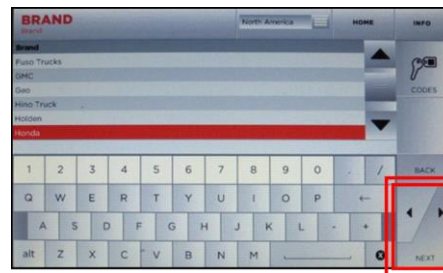 BRAND
Brand
North America
HOME
INFO
Brand
Fuso Trucks
GMC
Geo
Hino Truck
Holden
Honda
CODES
1 2 3 4 5 6 7 8 9 0 . /
BACK
Q W E R T Y U I O P ←
A S D F G H J K L - +
alt Z X C V B N M
NEXT